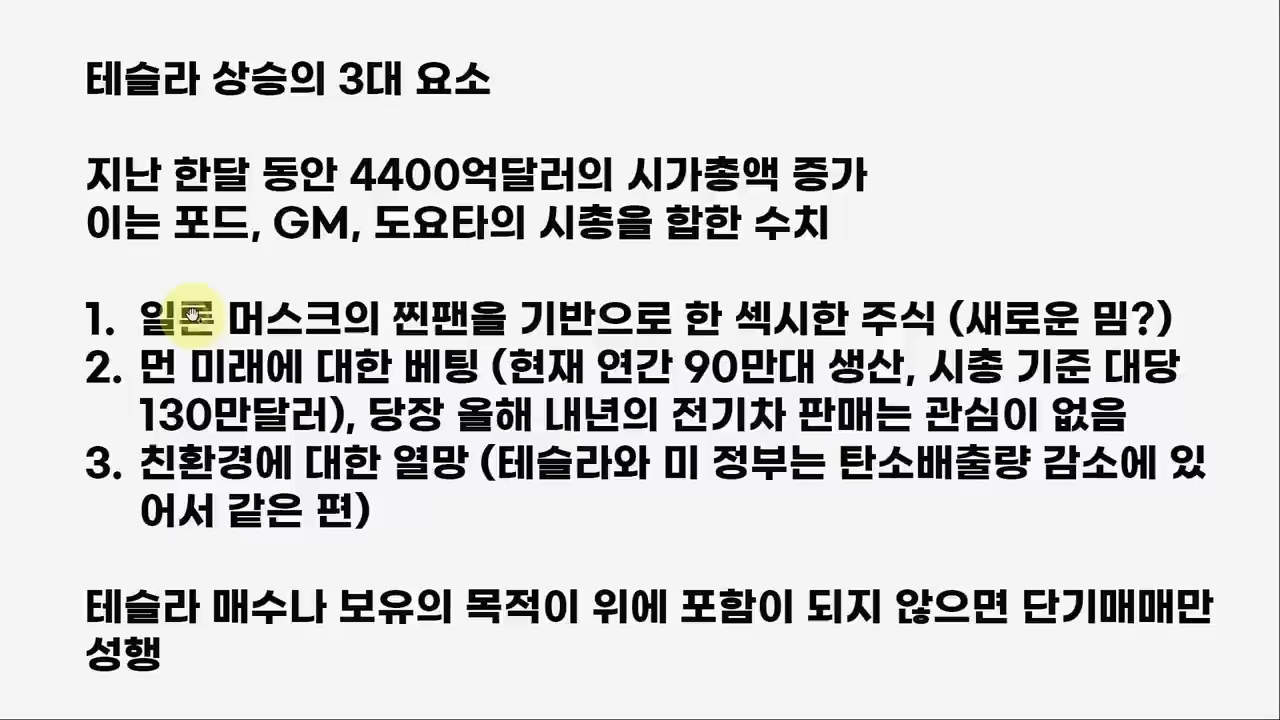 테슬라 상승의 3대 요소
지난 한달 동안 4400억달러의 시가총액 증가
이는 포드, GM, 도요타의 시총을 합한 수치
1. 일론 머스크의 찐팬을 기반으로 한 섹시한 주식 (새로운 밈?)
2. 먼 미래에 대한 베팅 (현재 연간 90만대 생산, 시총 기준 대당
130만달러), 당장 올해 내년의 전기차 판매는 관심이 없음
3. 친환경에 대한 열망 (테슬라와 미 정부는 탄소배출량 감소에 있
어서 같은 편)
테슬라 매수나 보유의 목적이 위에 포함이 되지 않으면 단기매매만
성행